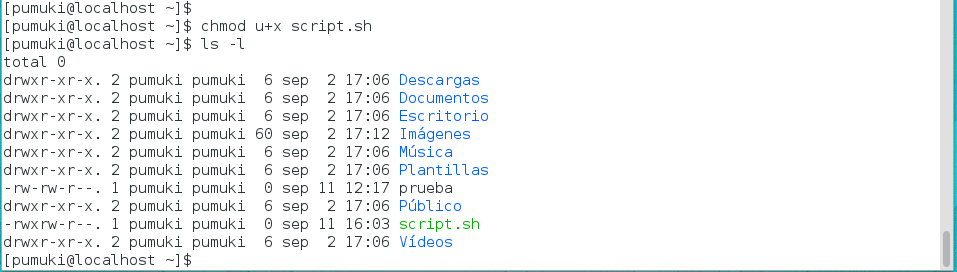 [pumuki@localhost ~]$
[pumuki@localhost ~]$ chmod u+x script.sh
[pumuki@localhost ~]$ ls -l
total 0
drwxr-xr-x. 2 pumuki pumuki  6 sep  2 17:06 Descargas
drwxr-xr-x. 2 pumuki pumuki  6 sep  2 17:06 Documentos
drwxr-xr-x. 2 pumuki pumuki  6 sep  2 17:06 Escritorio
drwxr-xr-x. 2 pumuki pumuki 60 sep  2 17:12 Imágenes
drwxr-xr-x. 2 pumuki pumuki  6 sep  2 17:06 Música
drwxr-xr-x. 2 pumuki pumuki  6 sep  2 17:06 Plantillas
-rw-rw-r--. 1 pumuki pumuki  0 sep 11 12:17 prueba
drwxr-xr-x. 2 pumuki pumuki  6 sep  2 17:06 Público
-rwxrw-r--. 1 pumuki pumuki  0 sep 11 16:03 script.sh
drwxr-xr-x. 2 pumuki pumuki  6 sep  2 17:06 Vídeos
[pumuki@localhost ~]$